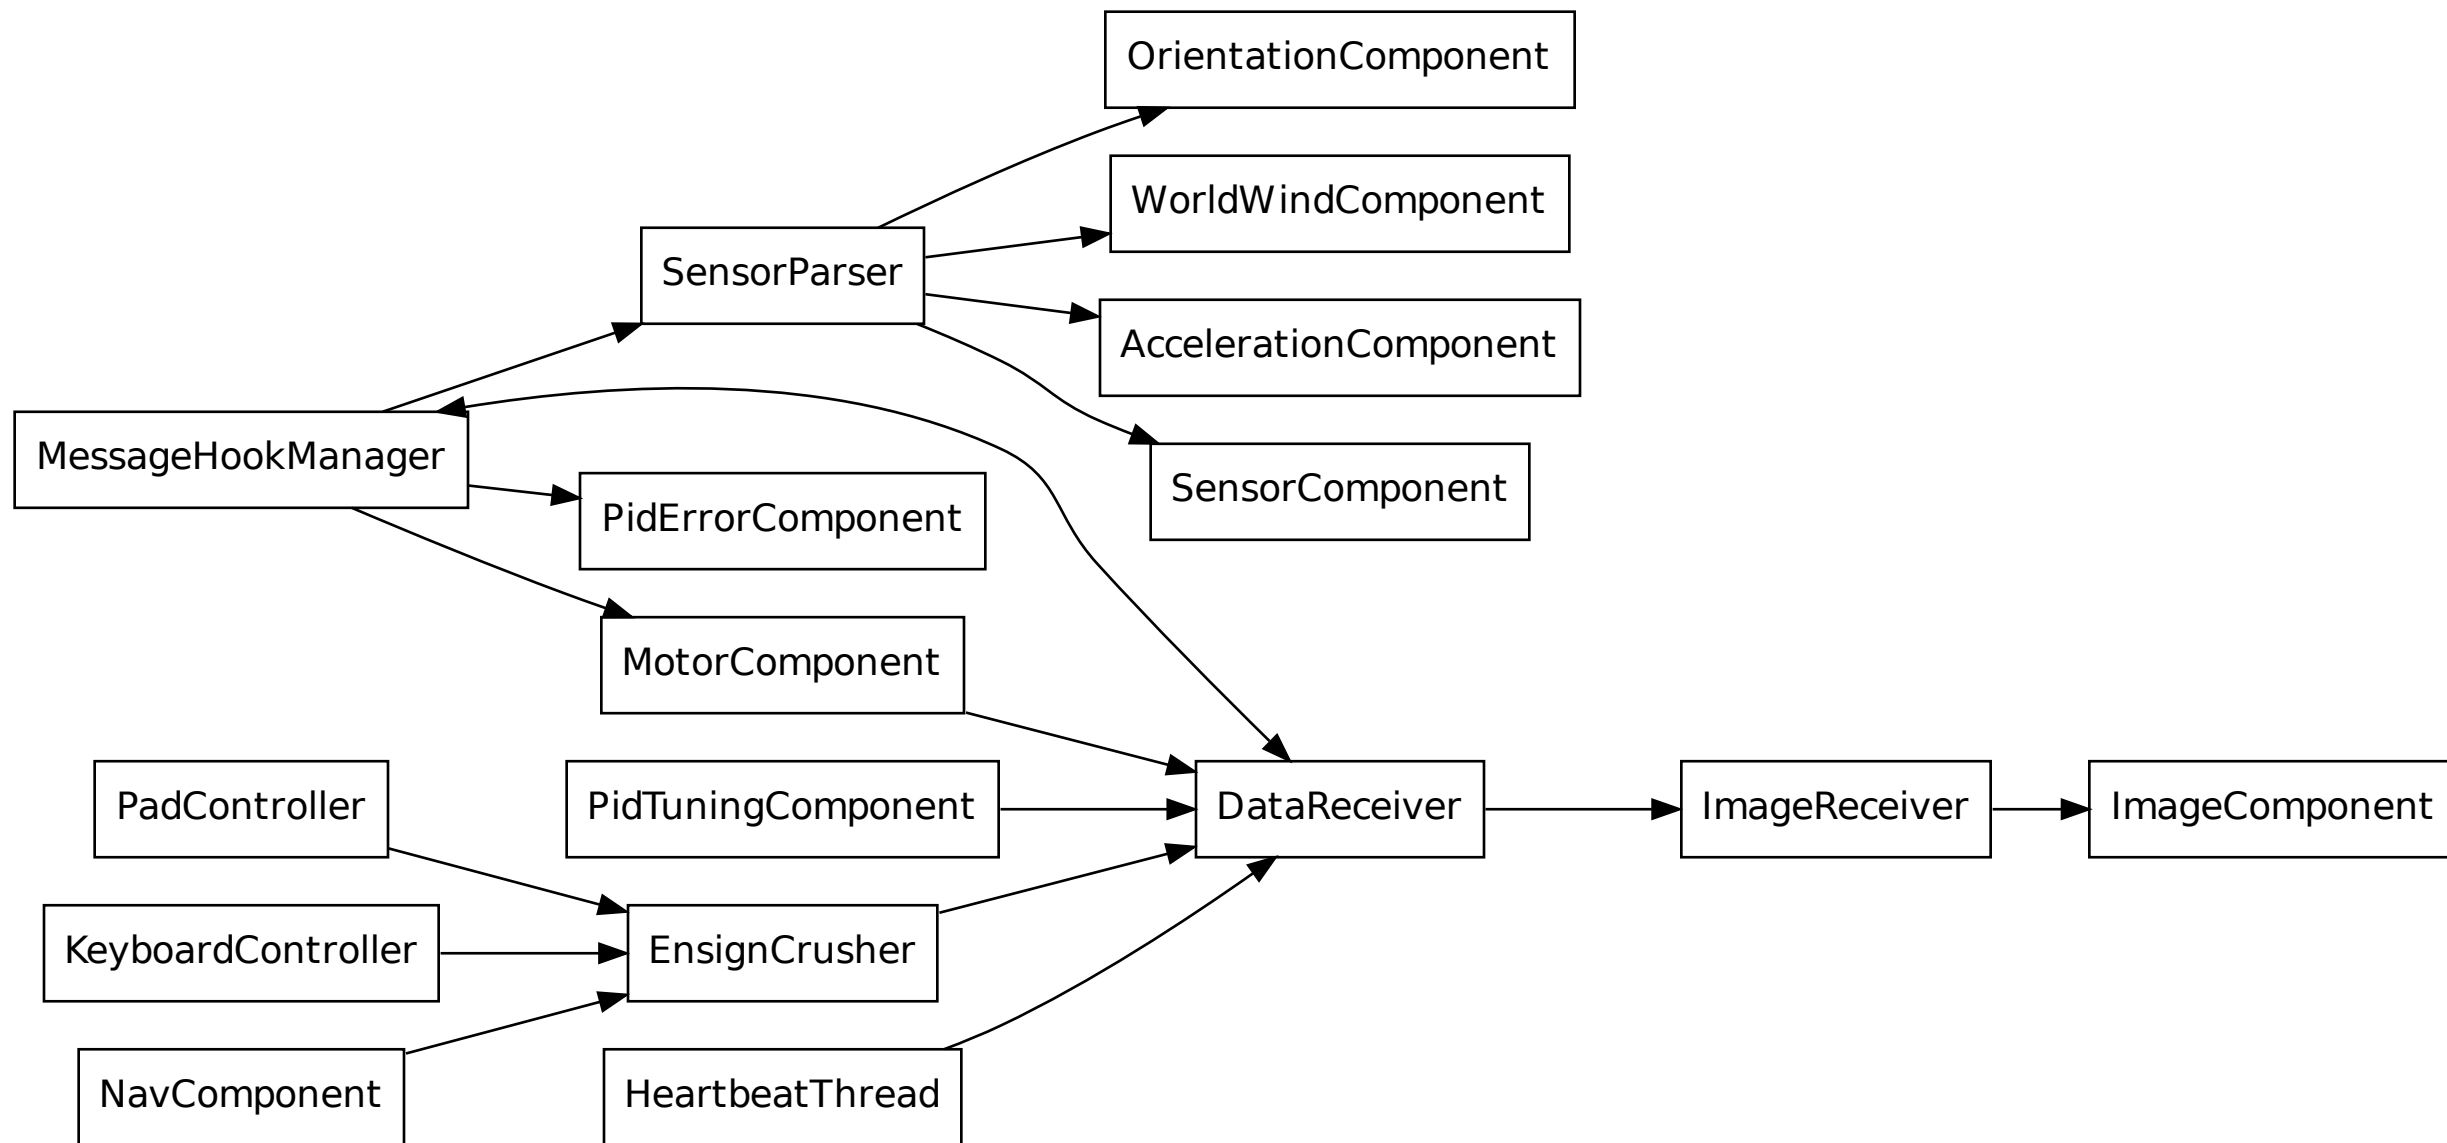 OrientationComponent
WorldWindComponent
SensorParser
AccelerationComponent
MessageHookManager
SensorComponent
PidErrorComponent
MotorComponent
PadController
PidTuningComponent
DataReceiver
ImageReceiver
ImageComponent
KeyboardController
EnsignCrusher
NavComponent
HeartbeatThread